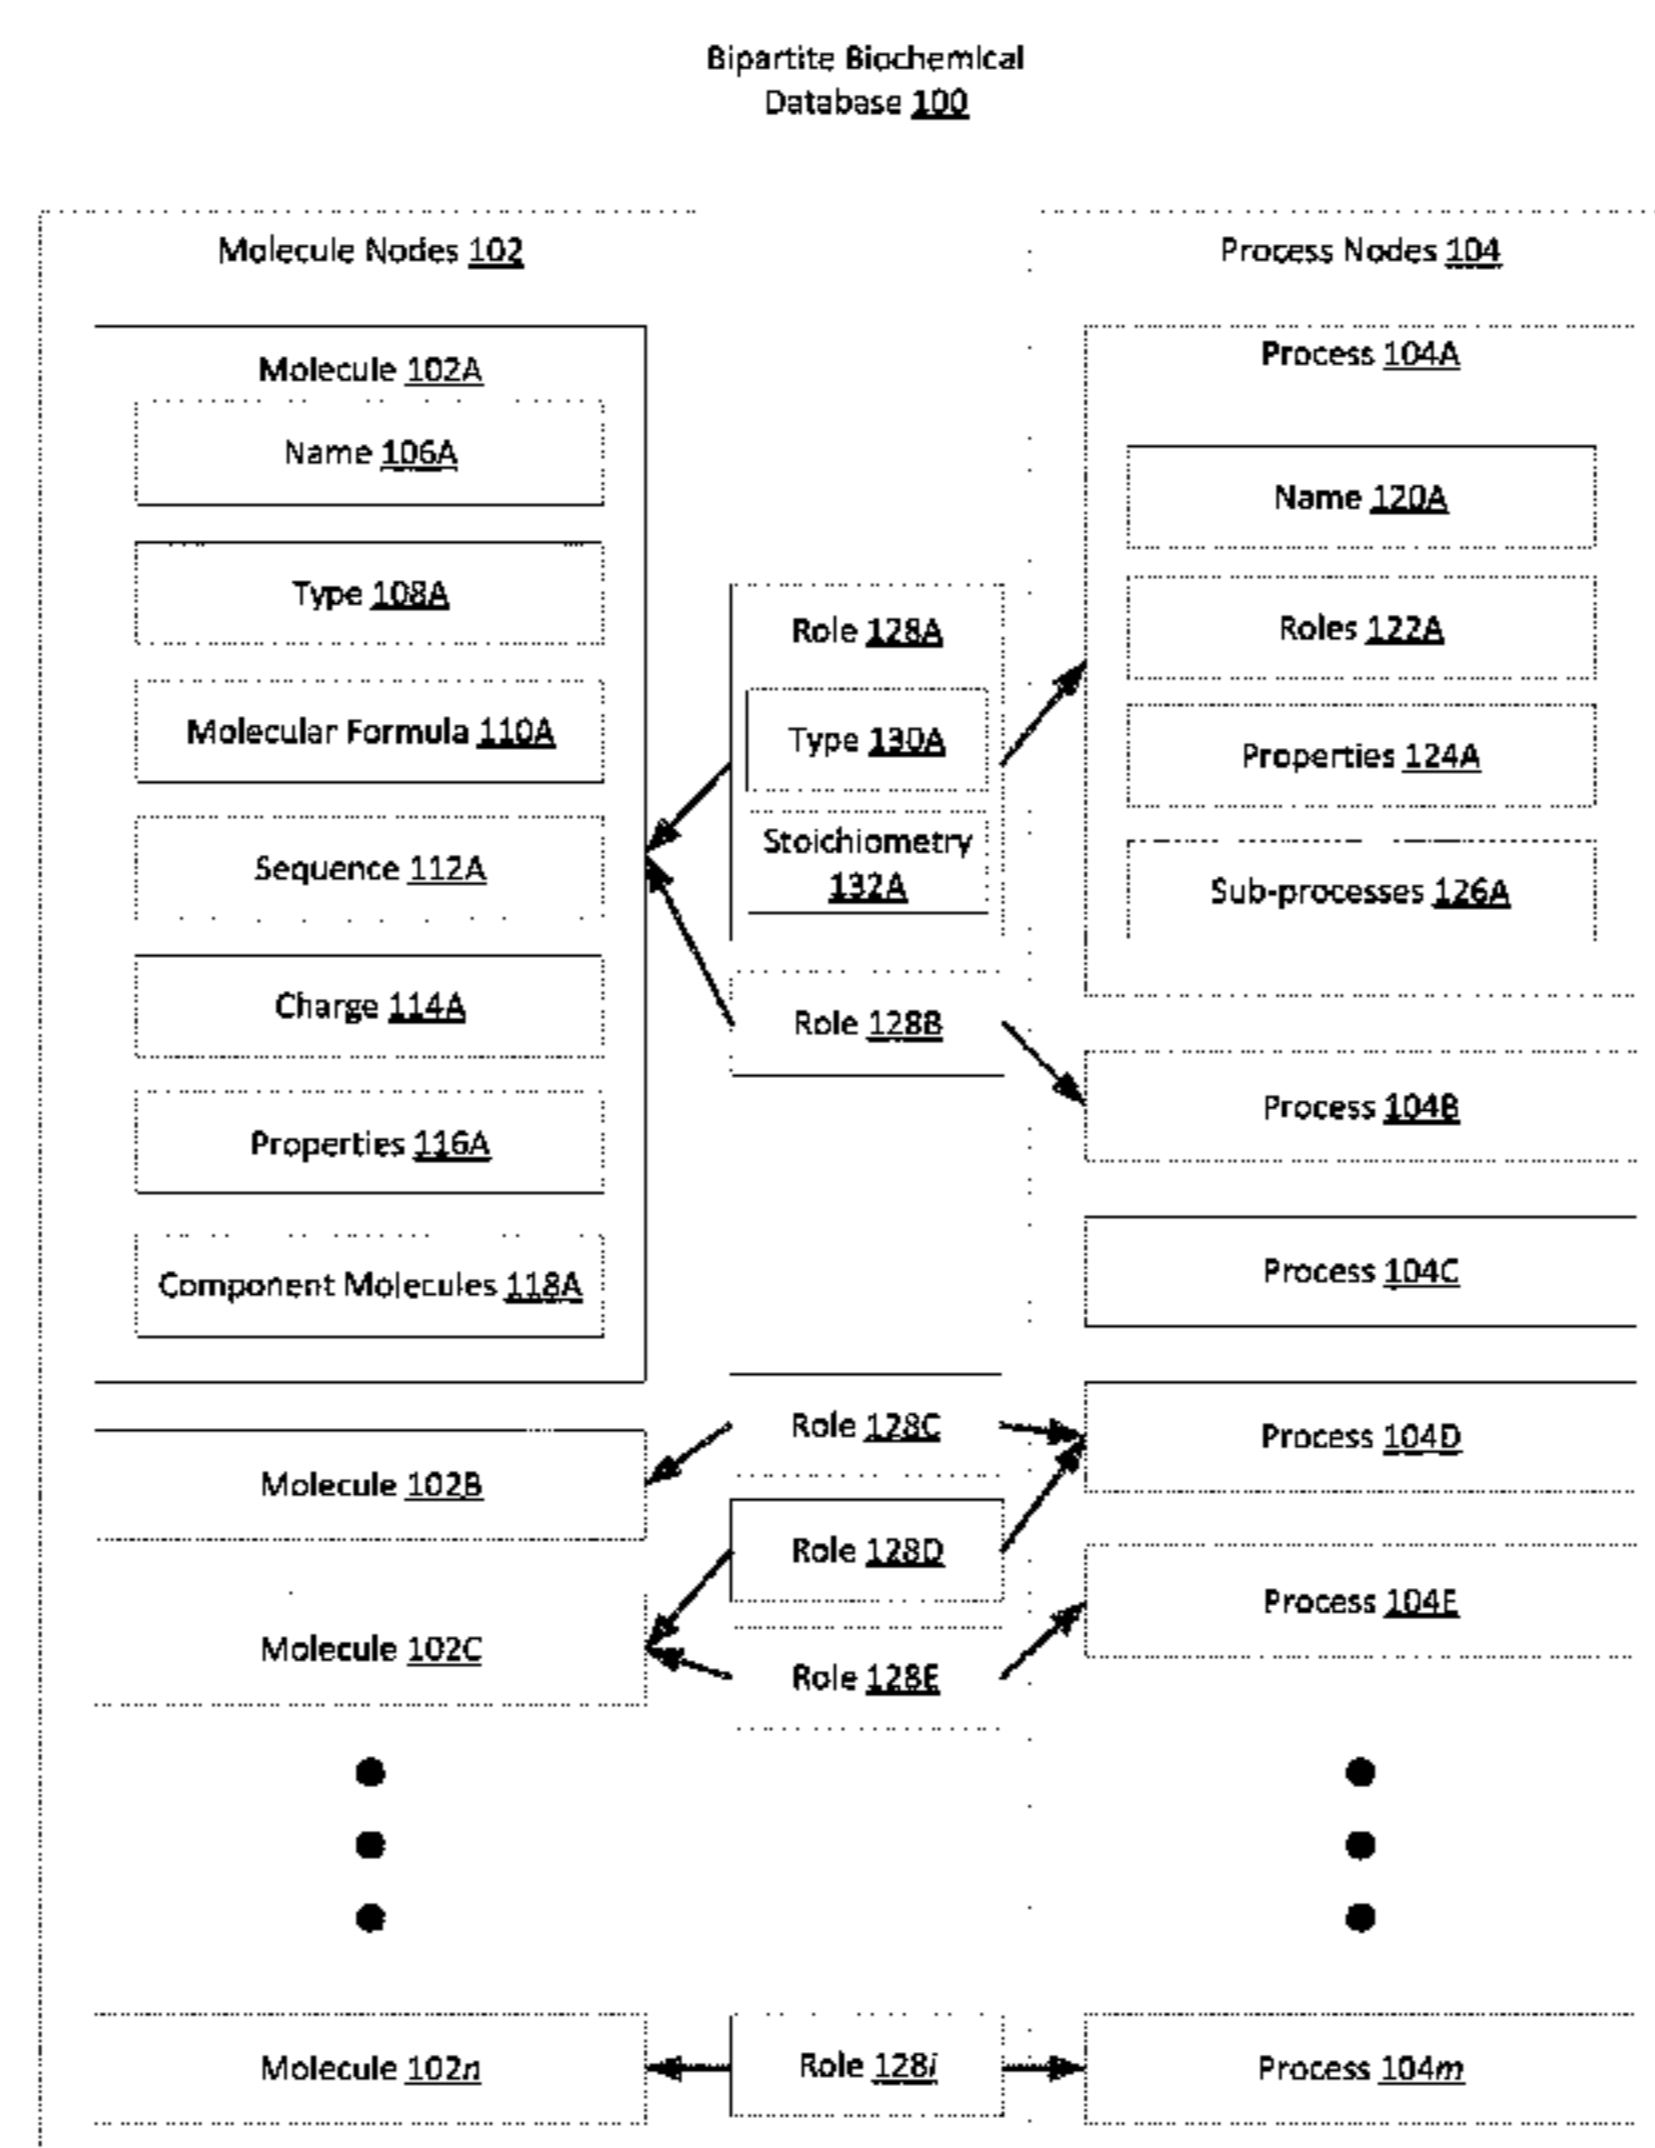 Bipartite Biochemical
Database 100
Molecule Nodes 102
Molecule 102A
Name 106A
Type 108A
Molecular Formula 110A
Sequence 112A
Charge 114A
Properties 116A
Component Molecules 118A
Molecule 102B
Molecule 102C
Molecule 102n
Role 128A
Type 130A
Stoichiometry
132A
Role 128B
Role 128C
Role 128D
Role 128E
Role 128i
Process Nodes 104
Process 104A
Name 120A
Roles 122A
Properties 124A
Sub-processes 126A
Process 104B
Process 104C
Process 104D
Process 104E
Process 104m